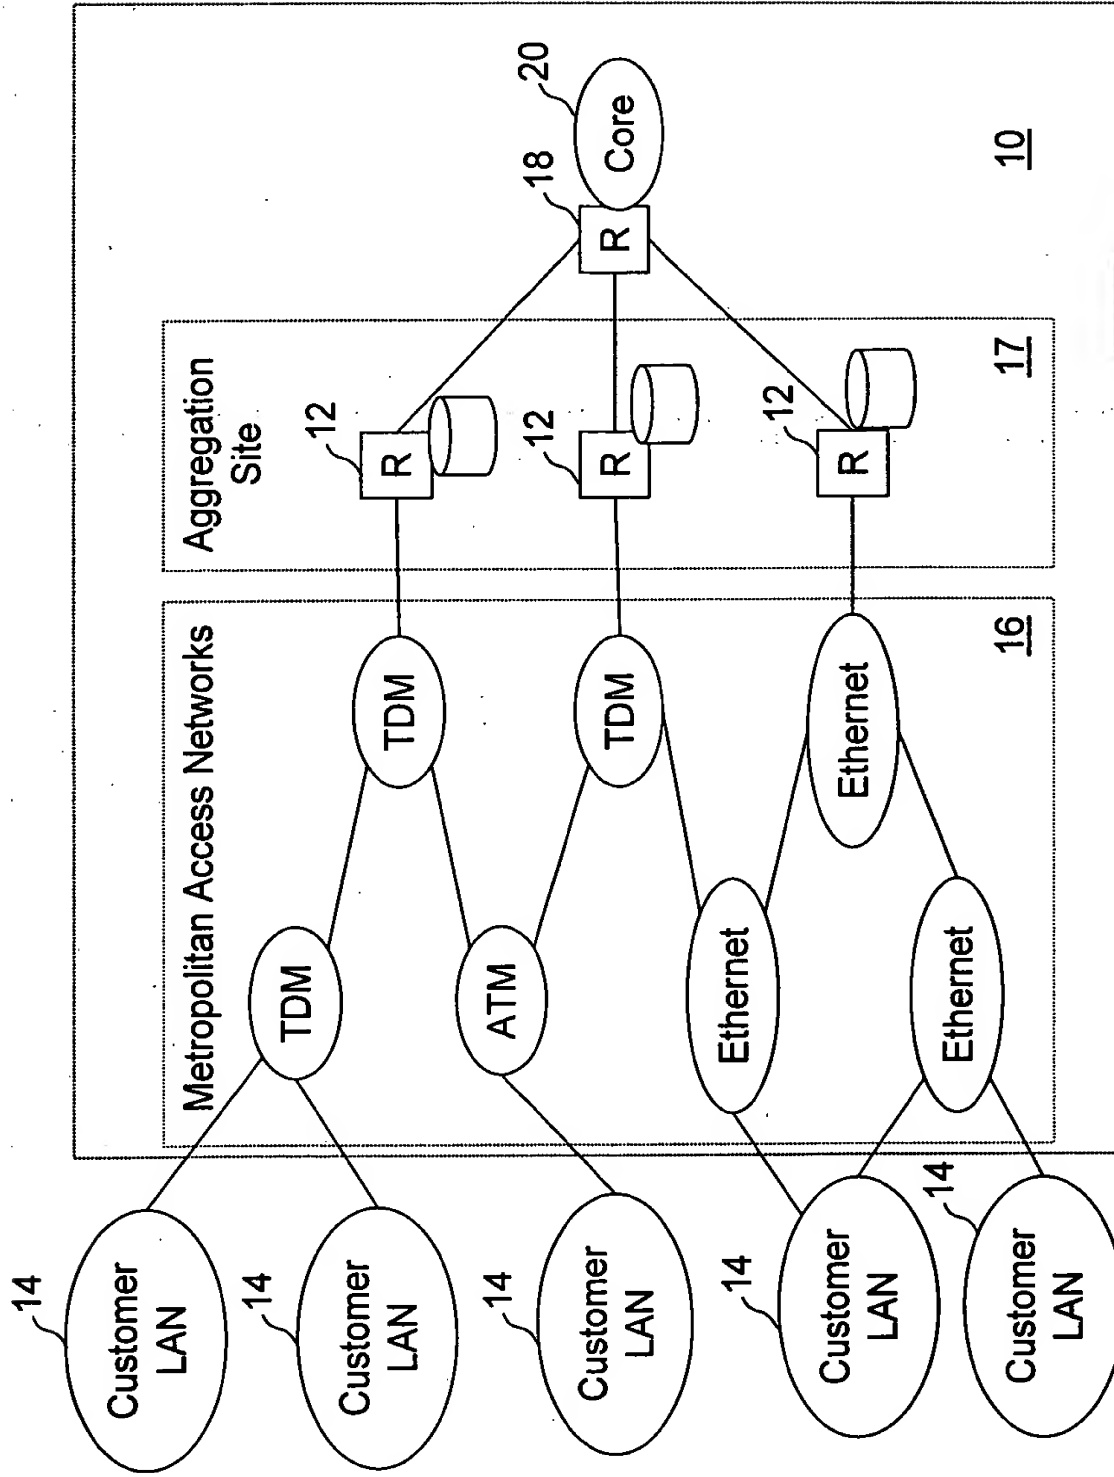 Metropolitan Access Networks
Aggregation
Site
14
Customer
LAN
TDM
TDM
12
R
14
Customer
LAN
14
Customer
LAN
ATM
TDM
12
R
18
R
20
Core
14
Customer
LAN
Ethernet
Ethernet
12
R
14
Customer
LAN
Ethernet
16
17
10